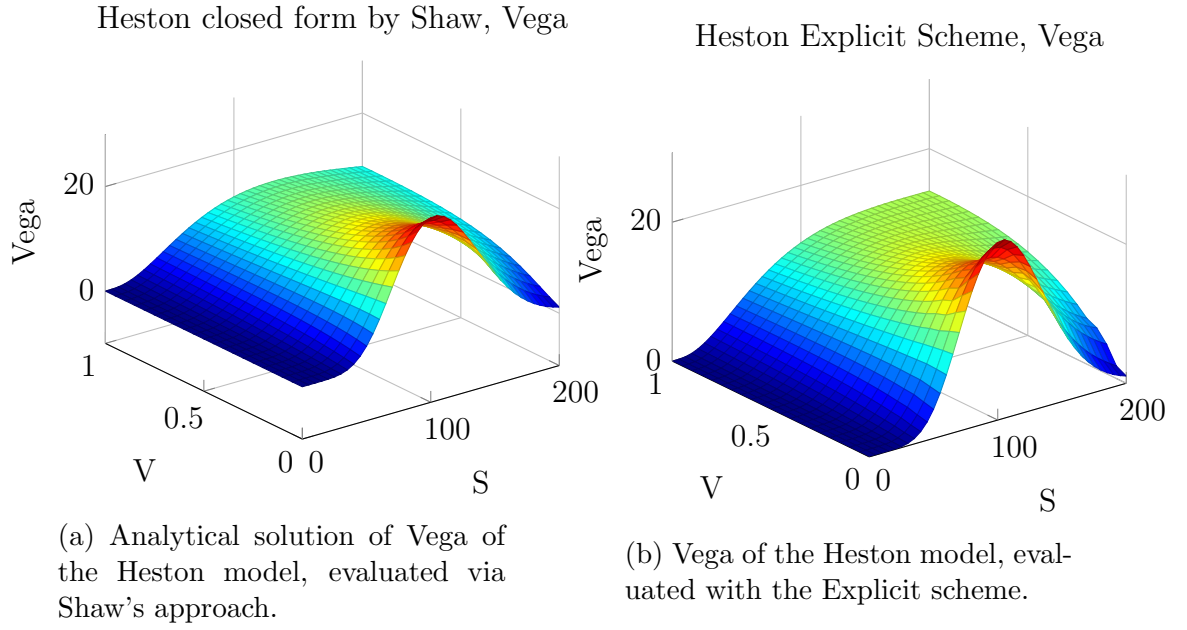 Heston closed form by Shaw, Vega
20
0
Vega
1
0.5
0
V
0
100
200
S
(a) Analytical solution of Vega of
the Heston model, evaluated via
Shaw's approach.
Heston Explicit Scheme, Vega
20
0
Vega
1
0.5
0
V
0
100
200
S
(b) Vega of the Heston model, eval-
uated with the Explicit scheme.